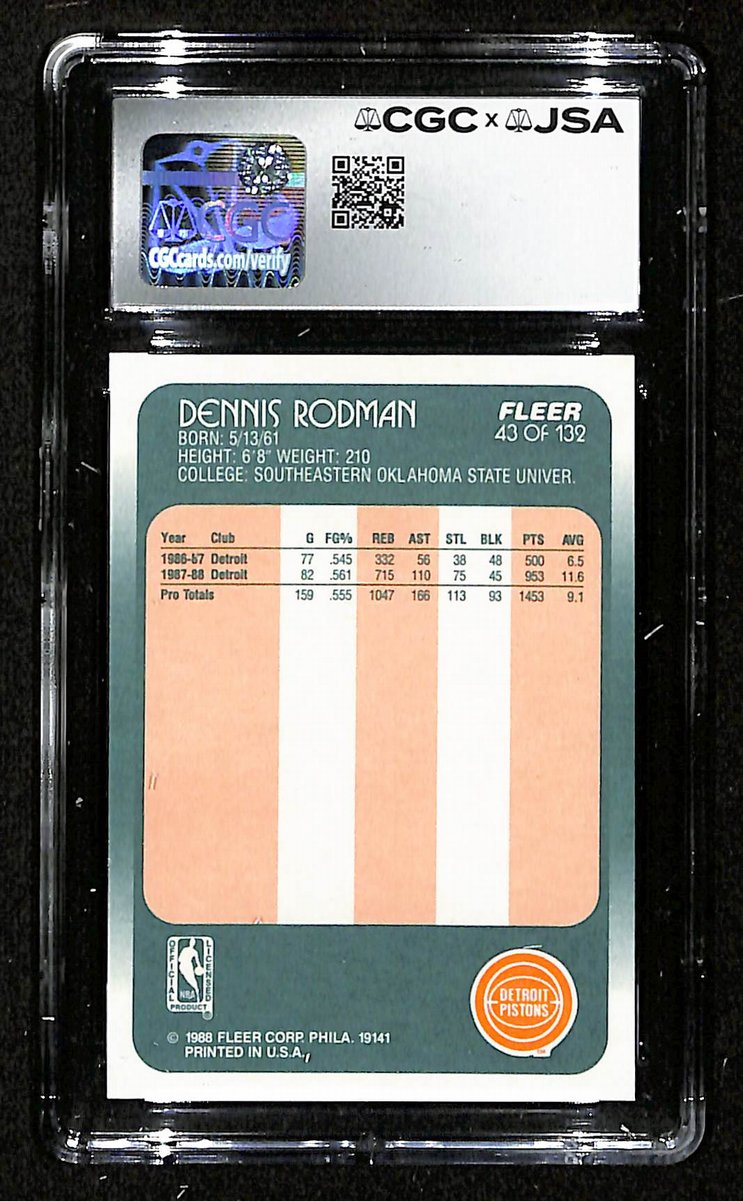 CGC x JSA
CGC
CGCcards.com/verify
DENNIS RODMAN
FLEER
43 OF 132
BORN: 5/13/61
HEIGHT: 6'8" WEIGHT: 210
COLLEGE: SOUTHEASTERN OKLAHOMA STATE UNIVER.
Year Club G FG% REB AST STL BLK PTS AVG
1986-87 Detroit 77 .545 332 56 38 48 500 6.5
1987-88 Detroit 82 .561 715 110 75 45 953 11.6
Pro Totals 159 .555 1047 166 113 93 1453 9.1
OFFICIAL LICENSED
NBA
PRODUCT
DETROIT
PISTONS
© 1988 FLEER CORP. PHILA. 19141
PRINTED IN U.S.A.